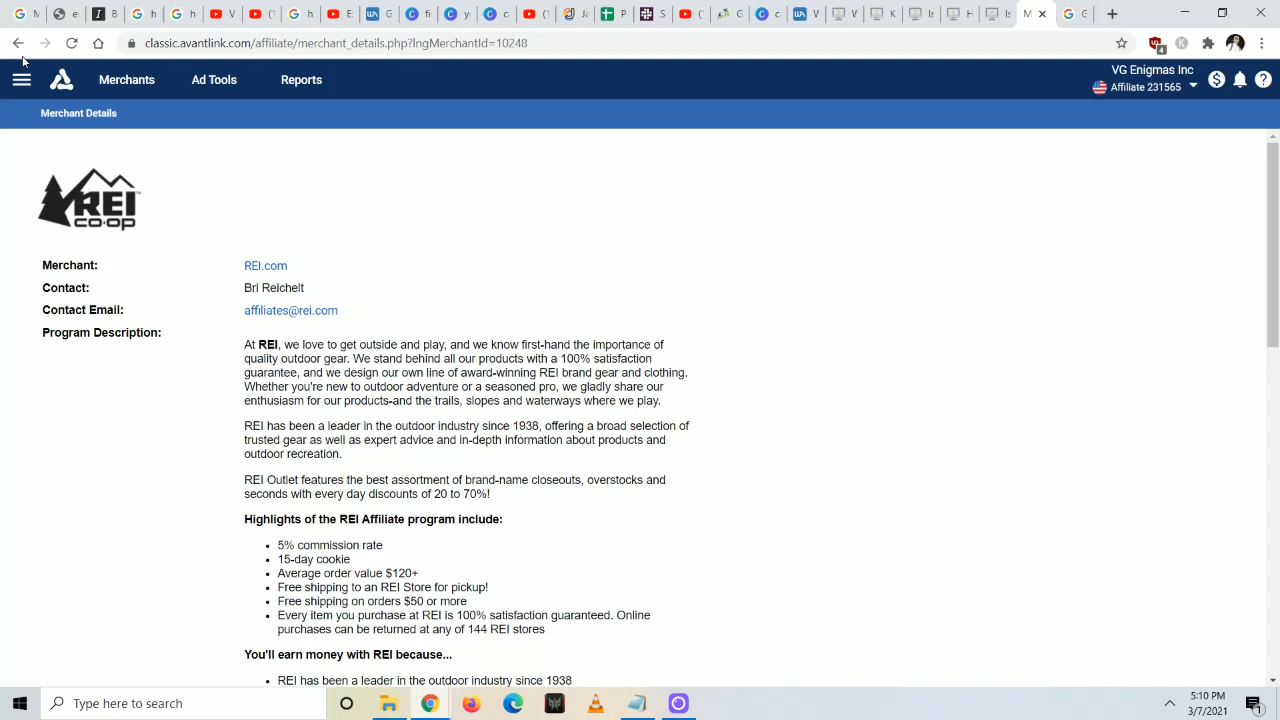 classic.avantlink.com/affiliate/merchant_details.php?lngMerchantId=10248
4
Merchants Ad Tools Reports
VG Enigmas Inc
Affiliate 231565
Merchant Details
REI
co·op
Merchant: REI.com
Contact: Bri Reichelt
Contact Email: affiliates@rei.com
Program Description:
At REI, we love to get outside and play, and we know first-hand the importance of
quality outdoor gear. We stand behind all our products with a 100% satisfaction
guarantee, and we design our own line of award-winning REI brand gear and clothing.
Whether you're new to outdoor adventure or a seasoned pro, we gladly share our
enthusiasm for our products-and the trails, slopes and waterways where we play.
REI has been a leader in the outdoor industry since 1938, offering a broad selection of
trusted gear as well as expert advice and in-depth information about products and
outdoor recreation.
REI Outlet features the best assortment of brand-name closeouts, overstocks and
seconds with every day discounts of 20 to 70%!
Highlights of the REI Affiliate program include:
5% commission rate
15-day cookie
Average order value $120+
Free shipping to an REI Store for pickup!
Free shipping on orders $50 or more
Every item you purchase at REI is 100% satisfaction guaranteed. Online
purchases can be returned at any of 144 REI stores
You'll earn money with REI because...
REI has been a leader in the outdoor industry since 1938
Type here to search
5:10 PM
3/7/2021
1